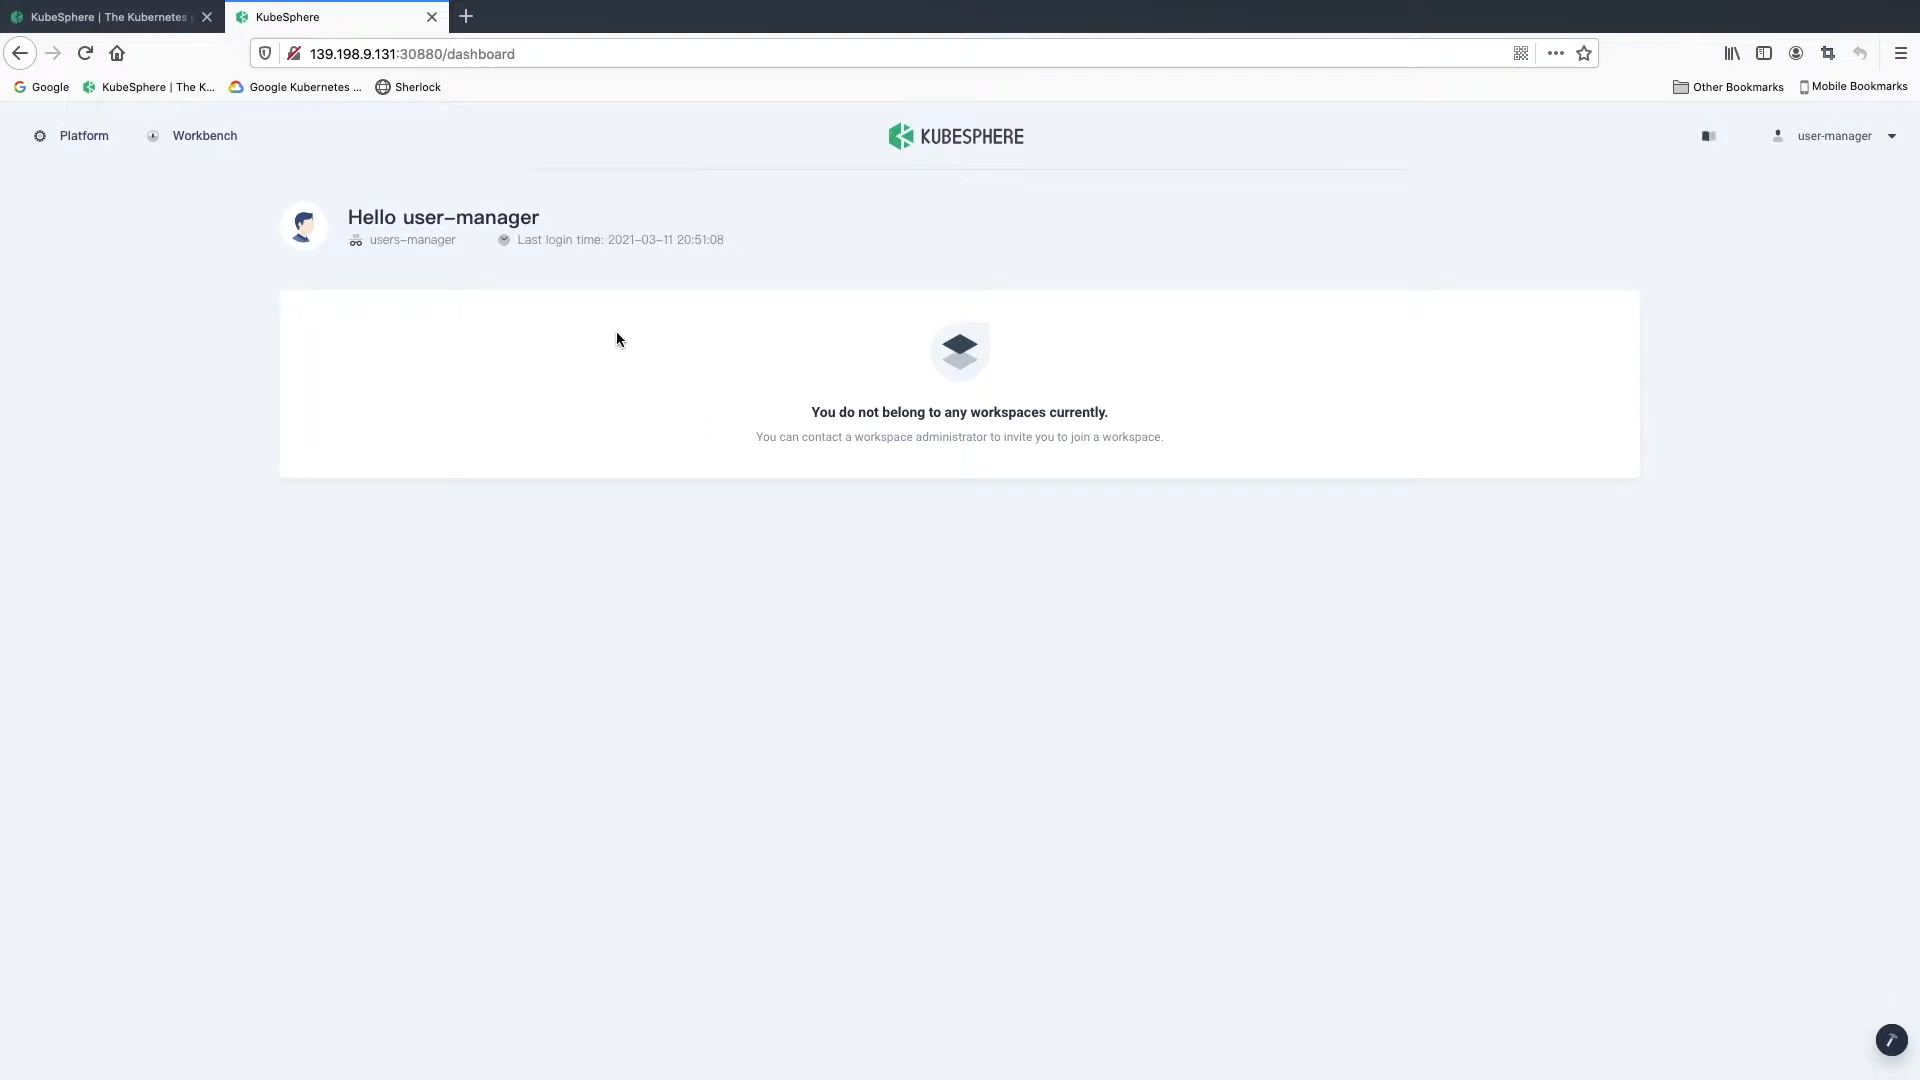 KubeSphere | The Kubernetes
KubeSphere
139.198.9.131:30880/dashboard
Google
KubeSphere | The K...
Google Kubernetes ...
Sherlock
Other Bookmarks
Mobile Bookmarks
Platform
Workbench
KUBESPHERE
user-manager
Hello user-manager
users-manager
Last login time: 2021-03-11 20:51:08
You do not belong to any workspaces currently.
You can contact a workspace administrator to invite you to join a workspace.